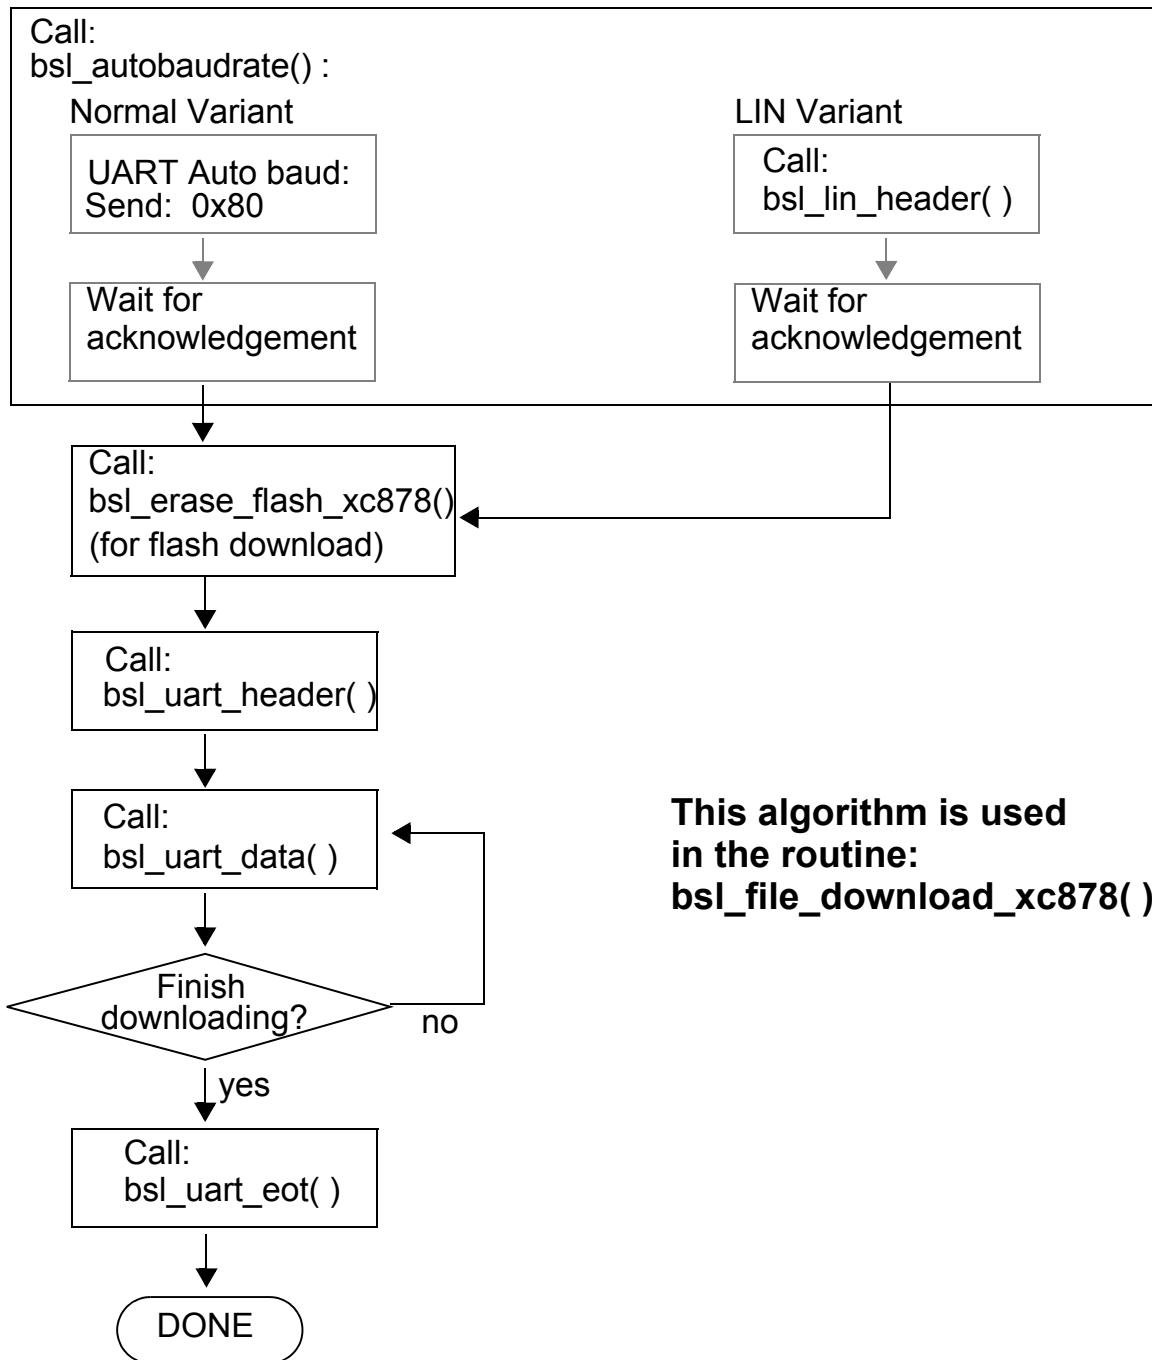 Call:
bsl_autobaudrate() :
Normal Variant
UART Auto baud:
Send: 0x80
Wait for
acknowledgement
LIN Variant
Call:
bsl_lin_header( )
Wait for
acknowledgement
Call:
bsl_erase_flash_xc878()
(for flash download)
Call:
bsl_uart_header( )
Call:
bsl_uart_data( )
Finish
downloading?
no
yes
Call:
bsl_uart_eot( )
DONE
This algorithm is used
in the routine:
bsl_file_download_xc878( )